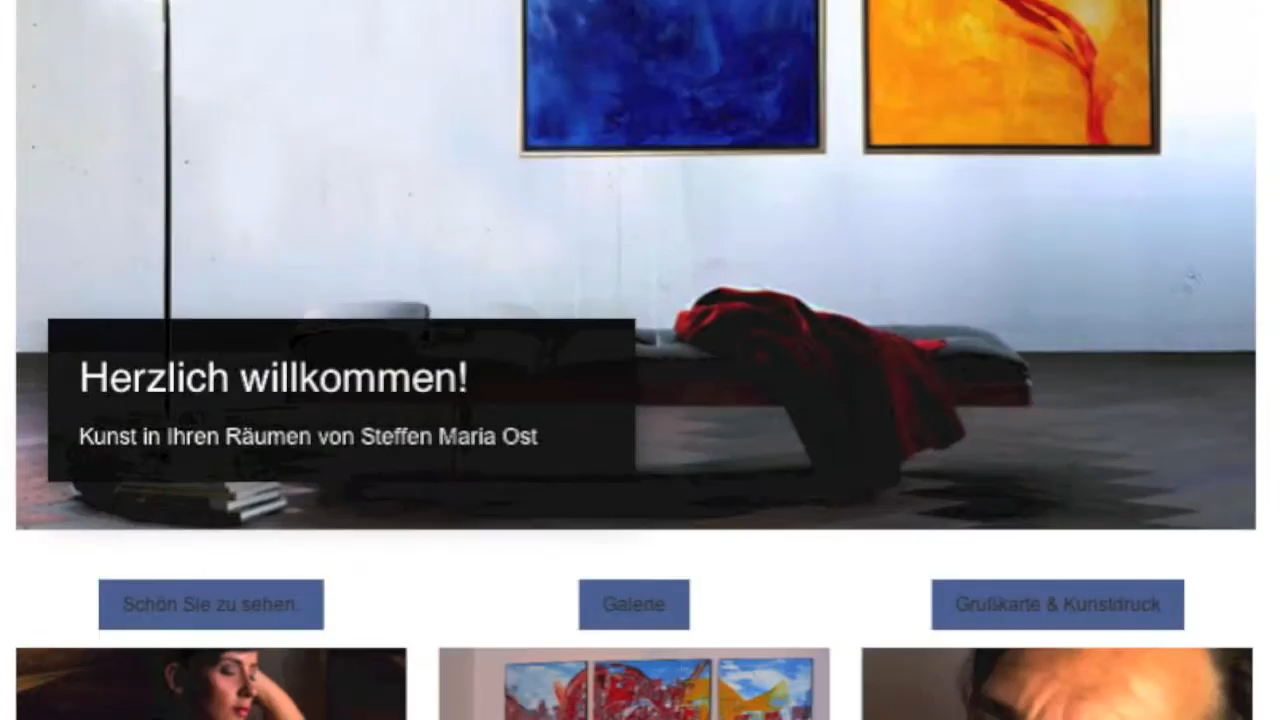 Herzlich willkommen!
Kunst in Ihren Räumen von Steffen Maria Ost
Schön Sie zu sehen.
Galerie
Grußkarte & Kunstdruck